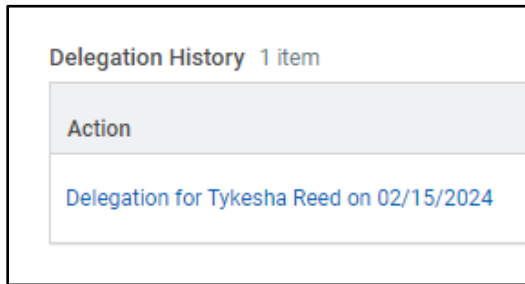 Delegation History 1 item
Action
Delegation for Tykesha Reed on 02/15/2024